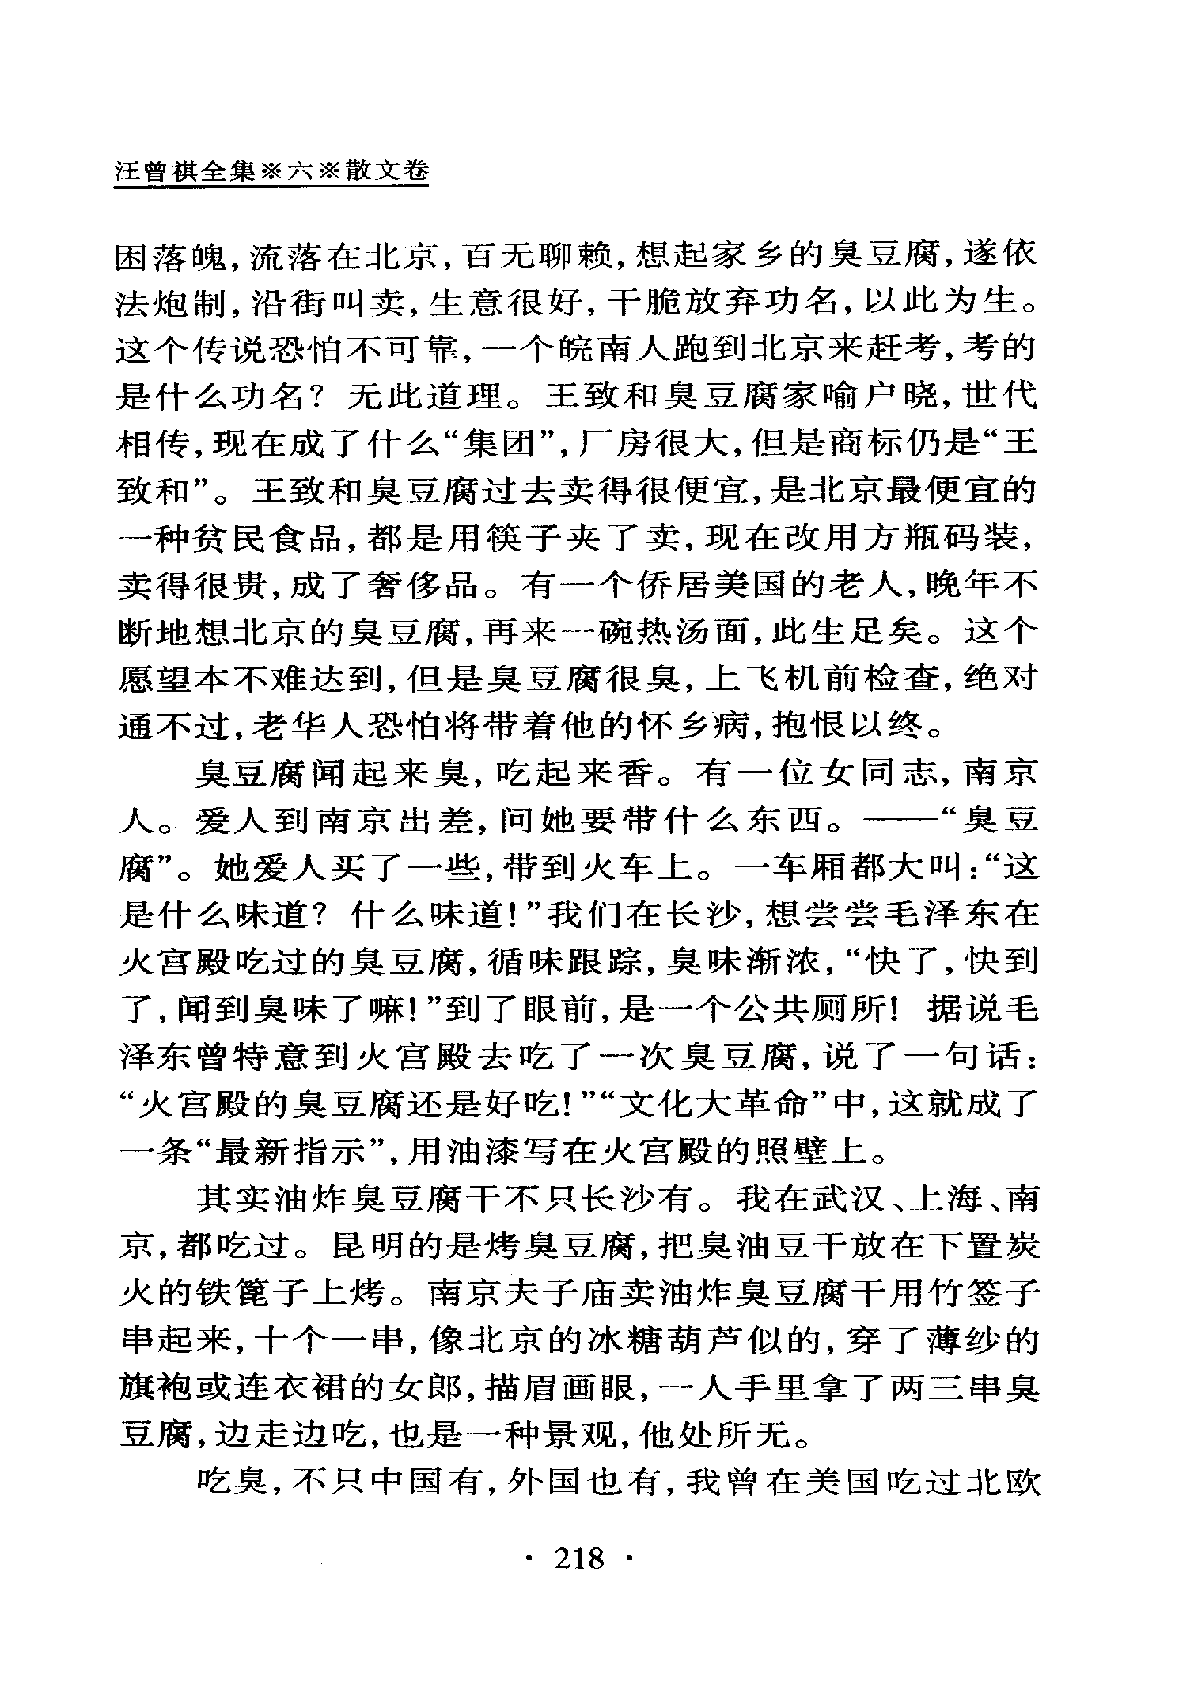 汪曾祺全集※六※散文卷
困落魄，流落在北京，百无聊赖，想起家乡的臭豆腐，遂依
法炮制，沿街叫卖，生意很好，干脆放弃功名，以此为生。
这个传说恐怕不可靠，一个皖南人跑到北京来赶考，考的
是什么功名？无此道理。王致和臭豆腐家喻户晓，世代
相传，现在成了什么“集团”，厂房很大，但是商标仍是“王
致和”。王致和臭豆腐过去卖得很便宜，是北京最便宜的
一种贫民食品，都是用筷子夹了卖，现在改用方瓶码装，
卖得很贵，成了奢侈品。有一个侨居美国的老人，晚年不
断地想北京的臭豆腐，再来一碗热汤面，此生足矣。这个
愿望本不难达到，但是臭豆腐很臭，上飞机前检查，绝对
通不过，老华人恐怕将带着他的怀乡病，抱恨以终。
臭豆腐闻起来臭，吃起来香。有一位女同志，南京
人。爱人到南京出差，问她要带什么东西。——“臭豆
腐”。她爱人买了一些，带到火车上。一车厢都大叫：“这
是什么味道？什么味道！”我们在长沙，想尝尝毛泽东在
火宫殿吃过的臭豆腐，循味跟踪，臭味渐浓，“快了，快到
了，闻到臭味了嘛！”到了眼前，是一个公共厕所！据说毛
泽东曾特意到火宫殿去吃了一次臭豆腐，说了一句话：
“火宫殿的臭豆腐还是好吃！”“文化大革命”中，这就成了
一条“最新指示”，用油漆写在火宫殿的照壁上。
其实油炸臭豆腐干不只长沙有。我在武汉、上海、南
京，都吃过。昆明的是烤臭豆腐，把臭油豆干放在下置炭
火的铁篦子上烤。南京夫子庙卖油炸臭豆腐干用竹签子
串起来，十个一串，像北京的冰糖葫芦似的，穿了薄纱的
旗袍或连衣裙的女郎，描眉画眼，一人手里拿了两三串臭
豆腐，边走边吃，也是一种景观，他处所无。
吃臭，不只中国有，外国也有，我曾在美国吃过北欧
· 218 ·